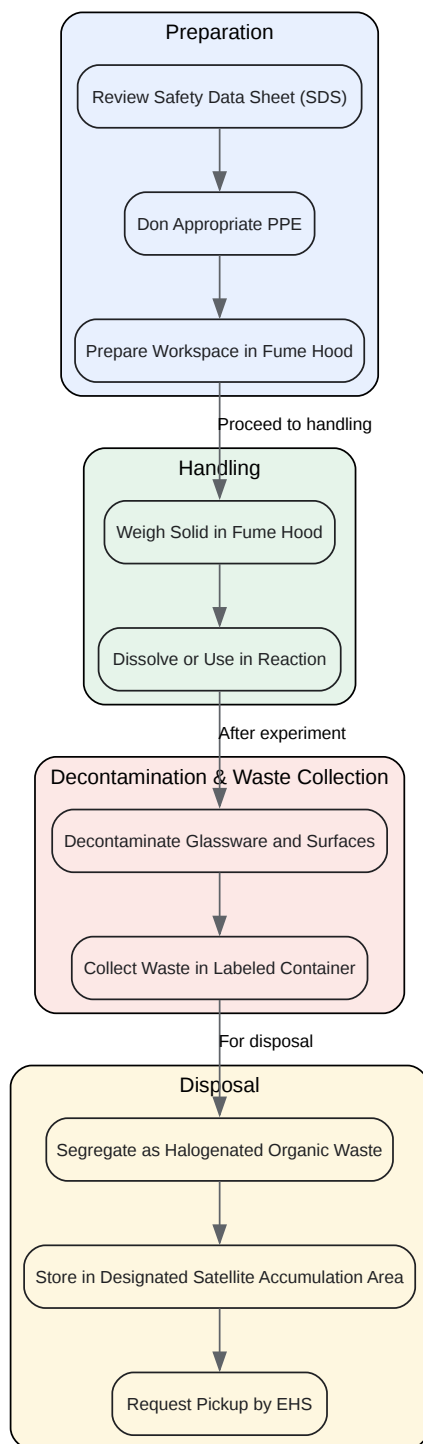 Preparation
Review Safety Data Sheet (SDS)
Don Appropriate PPE
Prepare Workspace in Fume Hood
Proceed to handling
Handling
Weigh Solid in Fume Hood
Dissolve or Use in Reaction
After experiment
Decontamination & Waste Collection
Decontaminate Glassware and Surfaces
Collect Waste in Labeled Container
For disposal
Disposal
Segregate as Halogenated Organic Waste
Store in Designated Satellite Accumulation Area
Request Pickup by EHS